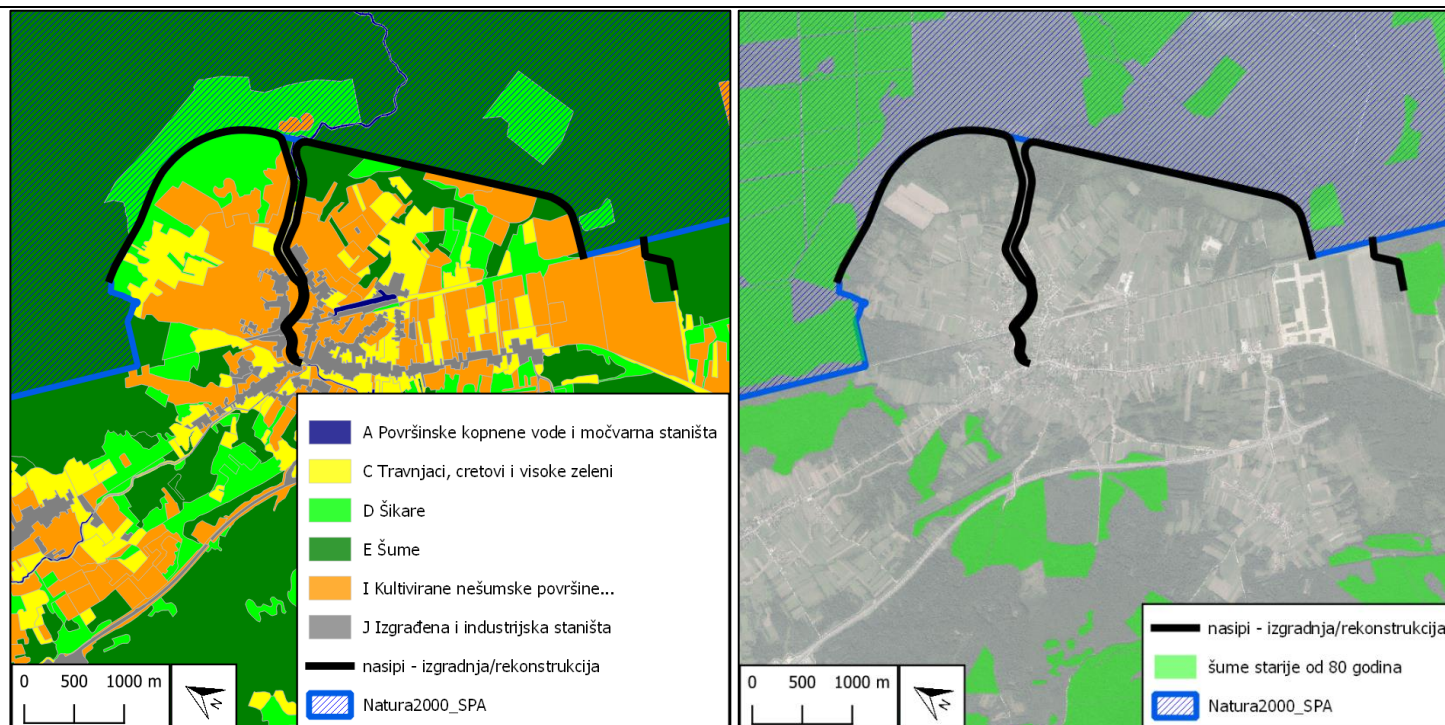 A Površinske kopnene vode i močvarna staništa
C Travnjaci, cretovi i visoke zeleni
D Šikare
E Šume
I Kultivirane nešumske površine...
J Izgrađena i industrijska staništa
nasipi - izgradnja/rekonstrukcija
Natura2000_SPA
0 500 1000 m
N
nasipi - izgradnja/rekonstrukcija
šume starije od 80 godina
Natura2000_SPA
0 500 1000 m
N